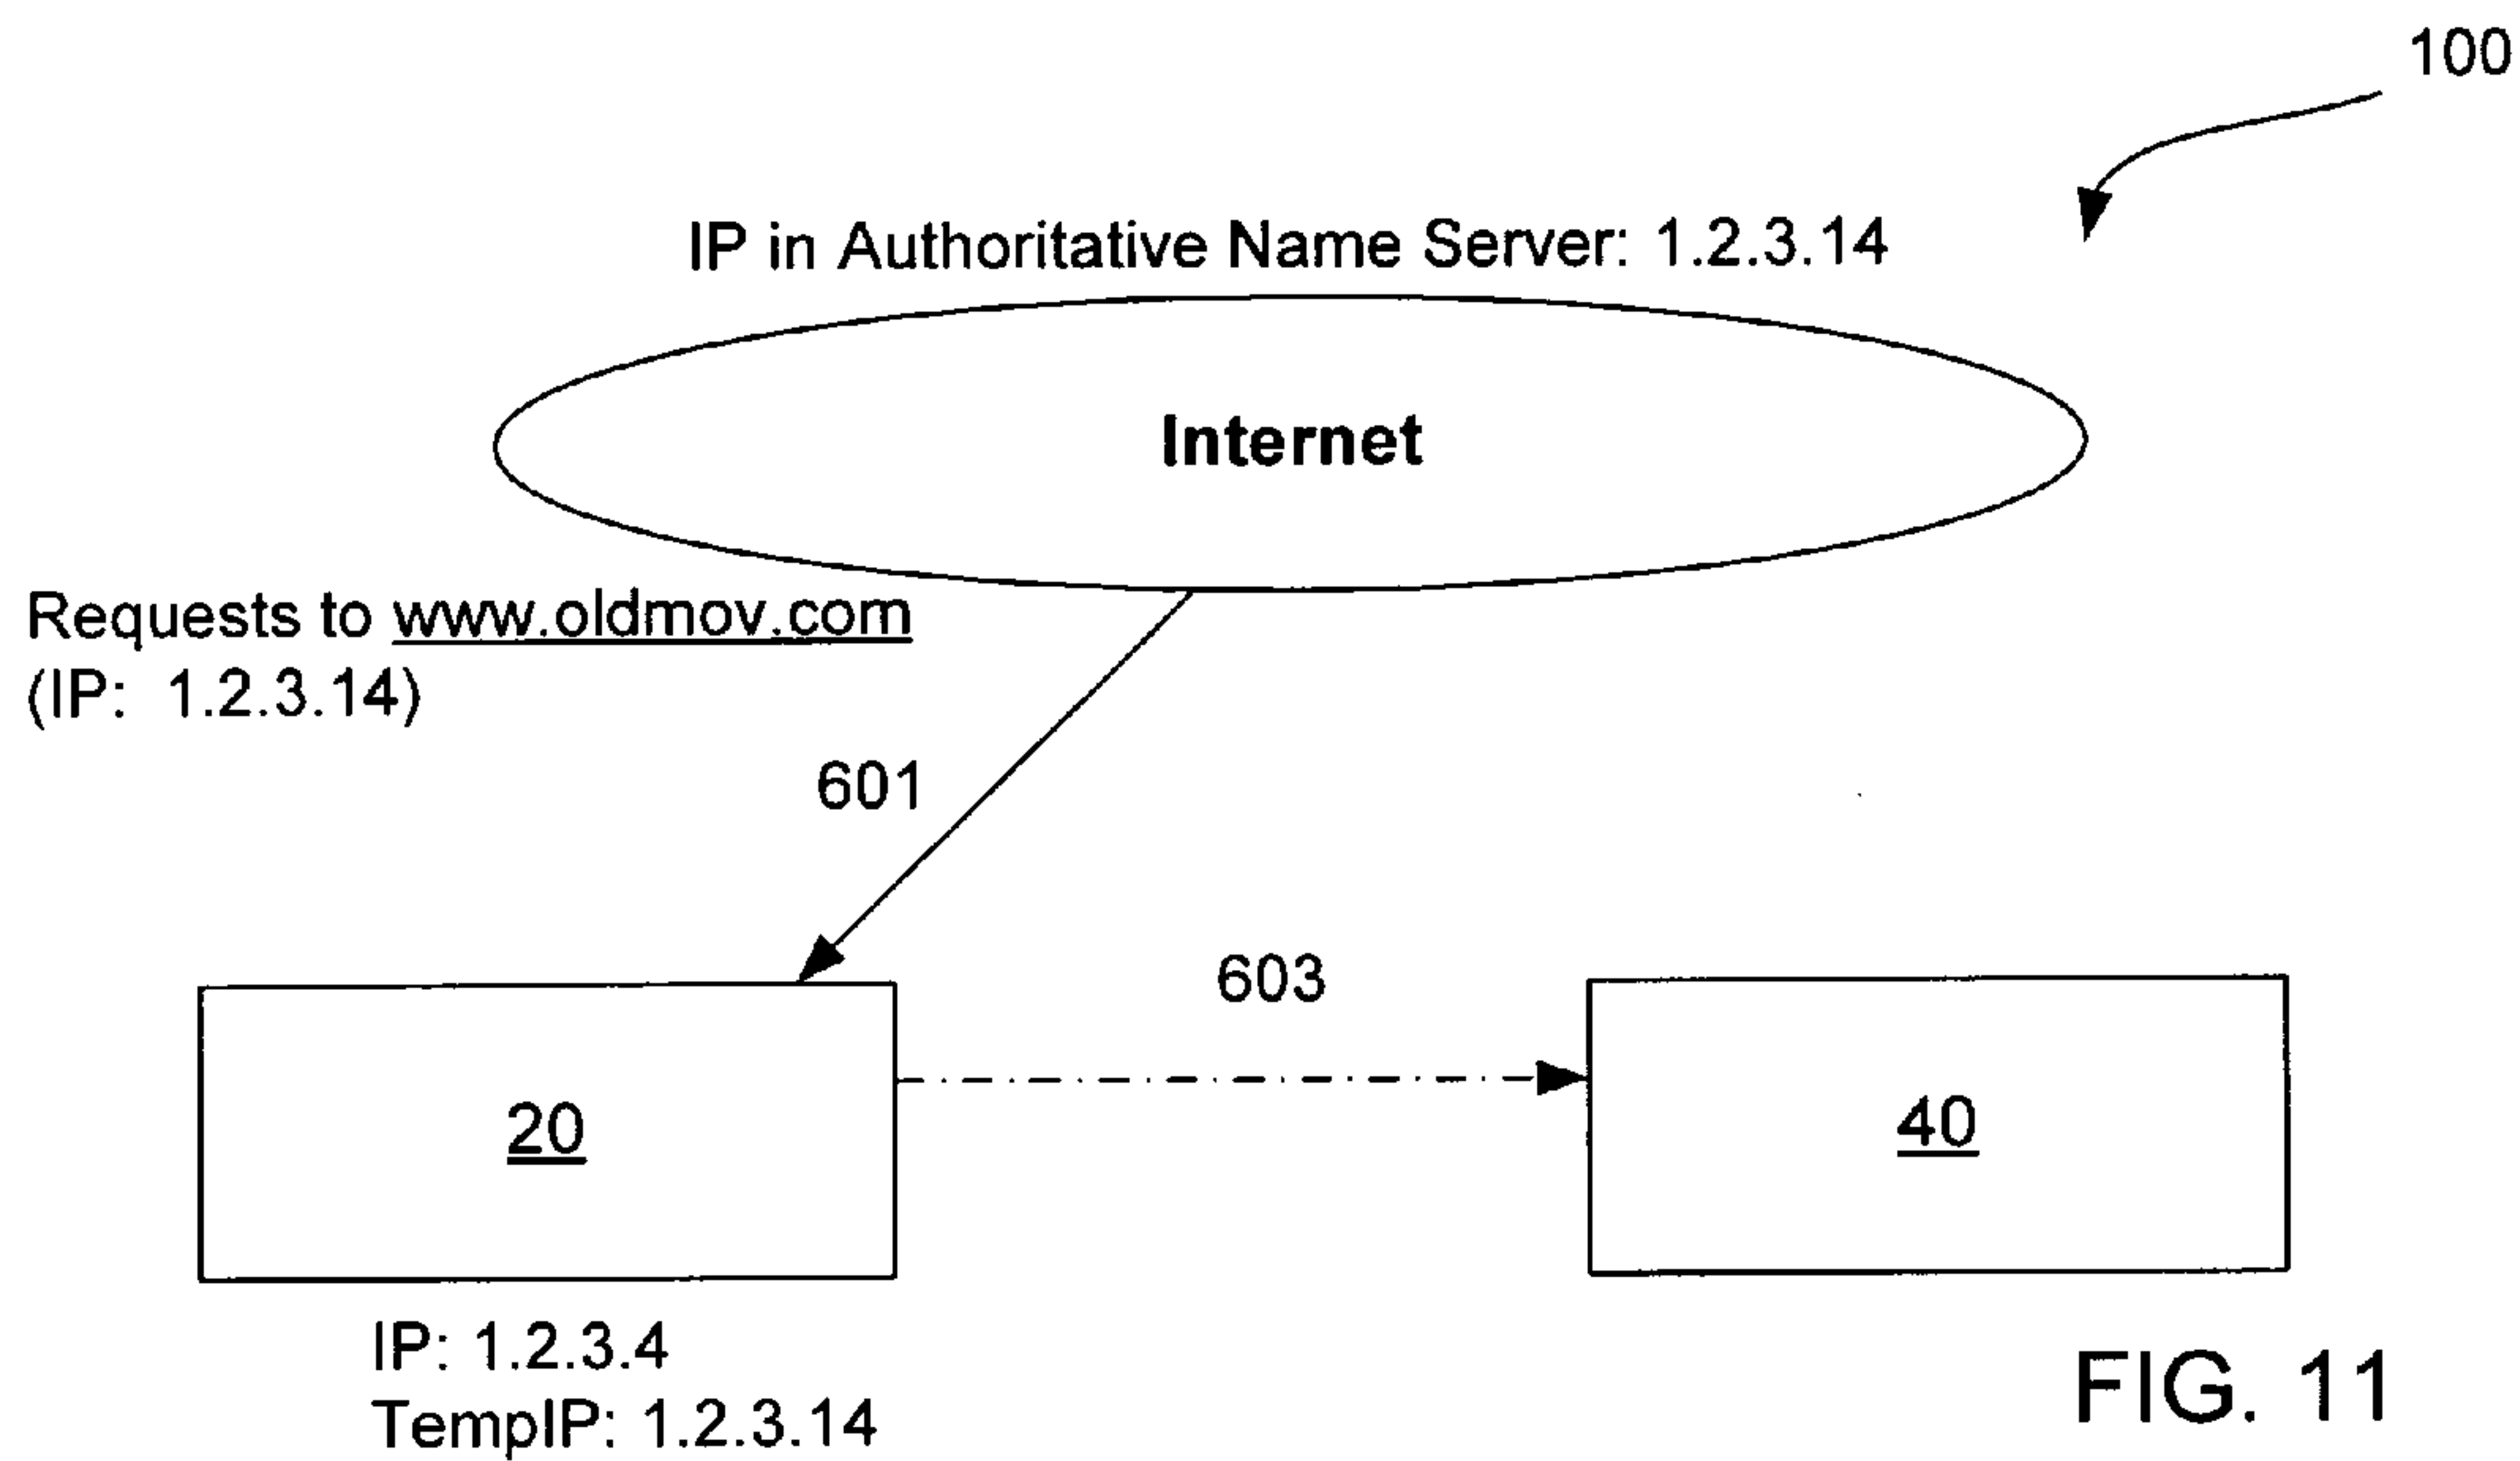 100
IP in Authoritative Name Server: 1.2.3.14
Internet
Requests to www.oldmov.com
(IP: 1.2.3.14)
601
603
20
40
IP: 1.2.3.4
TempIP: 1.2.3.14
FIG. 11